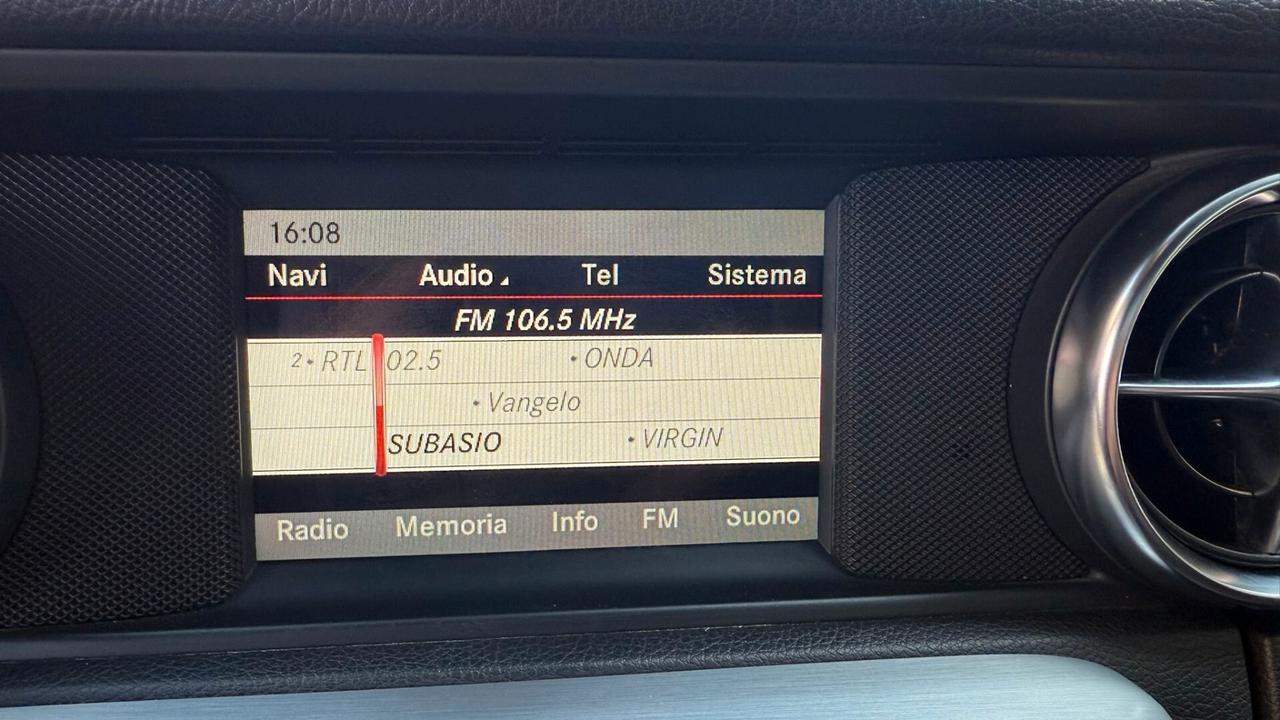 16:08
Navi Audio Tel Sistema
FM 106.5 MHz
2• RTL 02.5 • ONDA
• Vangelo
SUBASIO • VIRGIN
Radio Memoria Info FM Suono